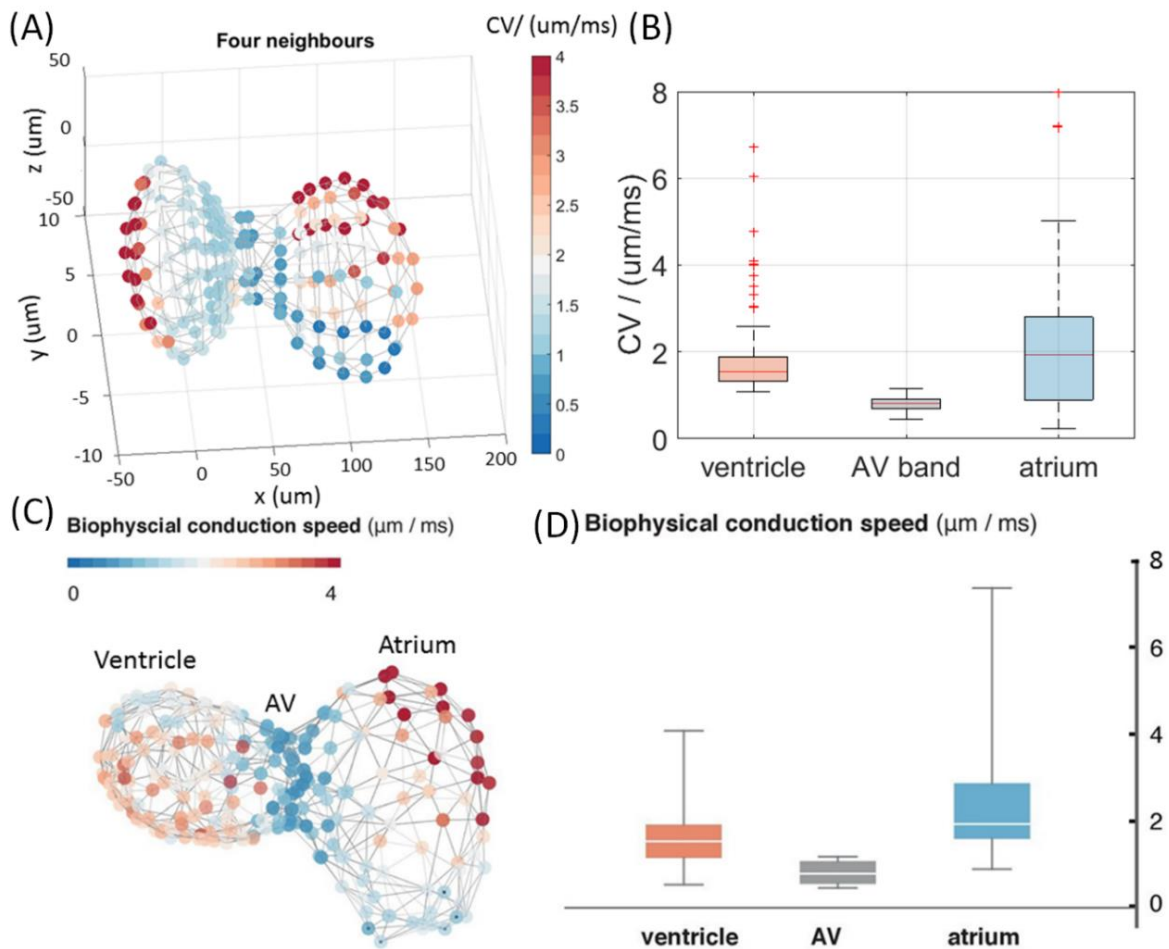 (A)
Four neighbours
CV/ (um/ms)
50
0
-50
z (um)
10
5
0
-5
-10
y (um)
-50
0
50
100
150
200
x (um)
4
3.5
3
2.5
2
1.5
1
0.5
0
(B)
8
6
4
2
0
CV / (um/ms)
ventricle
AV band
atrium
(C)
Biophyscial conduction speed (μm / ms)
0
4
Ventricle
AV
Atrium
(D) Biophysical conduction speed (μm / ms)
8
6
4
2
0
ventricle
AV
atrium